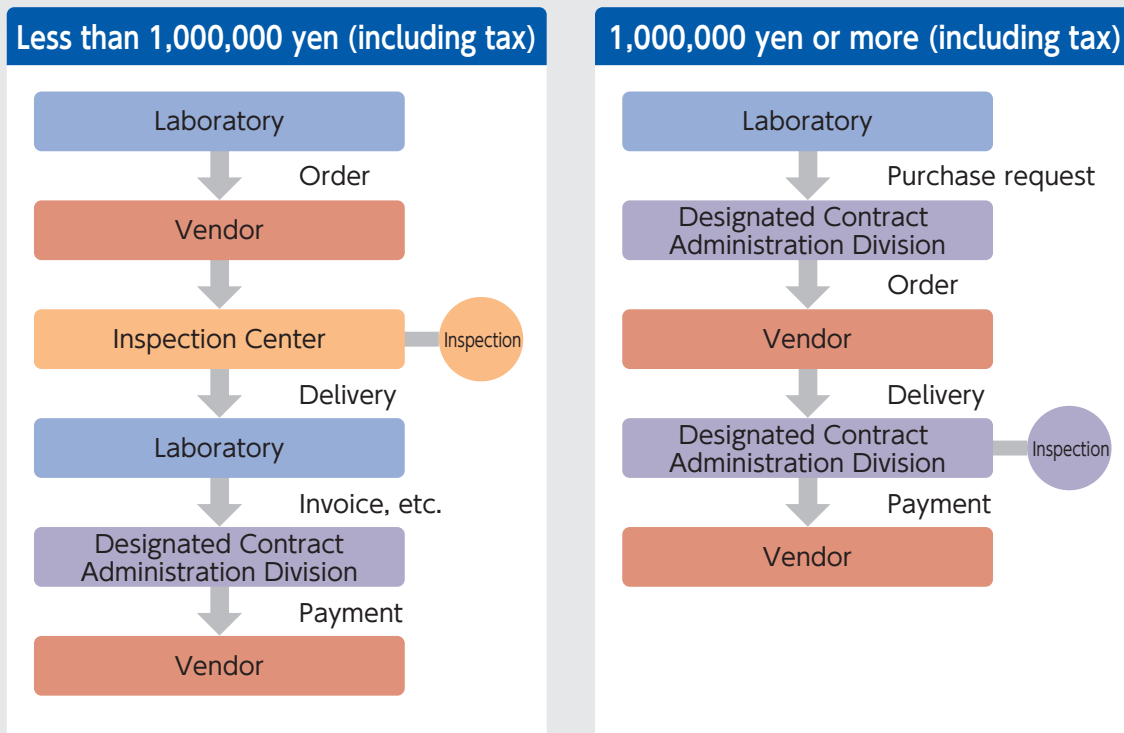 Less than 1,000,000 yen (including tax)
Laboratory
Order
Vendor
Inspection Center
Inspection
Delivery
Laboratory
Invoice, etc.
Designated Contract
Administration Division
Payment
Vendor
1,000,000 yen or more (including tax)
Laboratory
Purchase request
Designated Contract
Administration Division
Order
Vendor
Delivery
Designated Contract
Administration Division
Inspection
Payment
Vendor